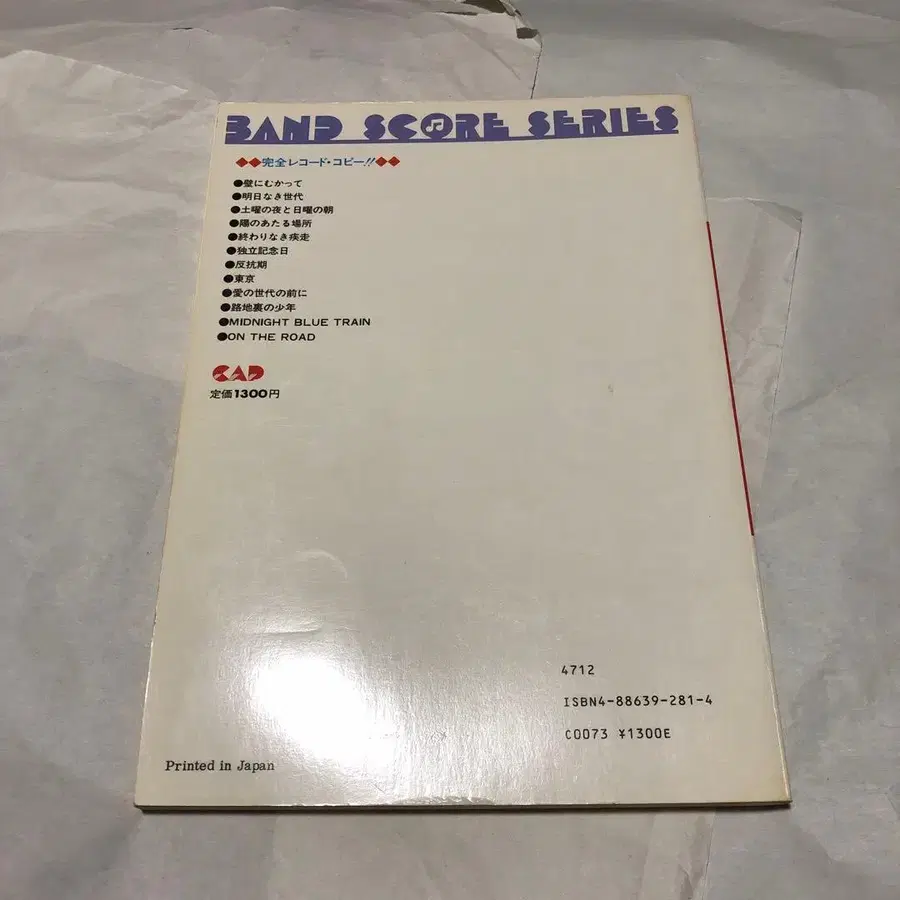 BAND SCORE SERIES
◆◆完全レコード・コピー!!◆◆
●壁にむかって
●明日なき世代
●土曜の夜と日曜の朝
●陽のあたる場所
●終わりなき疾走
●独立記念日
●反抗期
●東京
●愛の世代の前に
●路地裏の少年
●MIDNIGHT BLUE TRAIN
●ON THE ROAD
CAD
定価1300円
4712
ISBN4-88639-281-4
C0073 ¥1300E
Printed in Japan